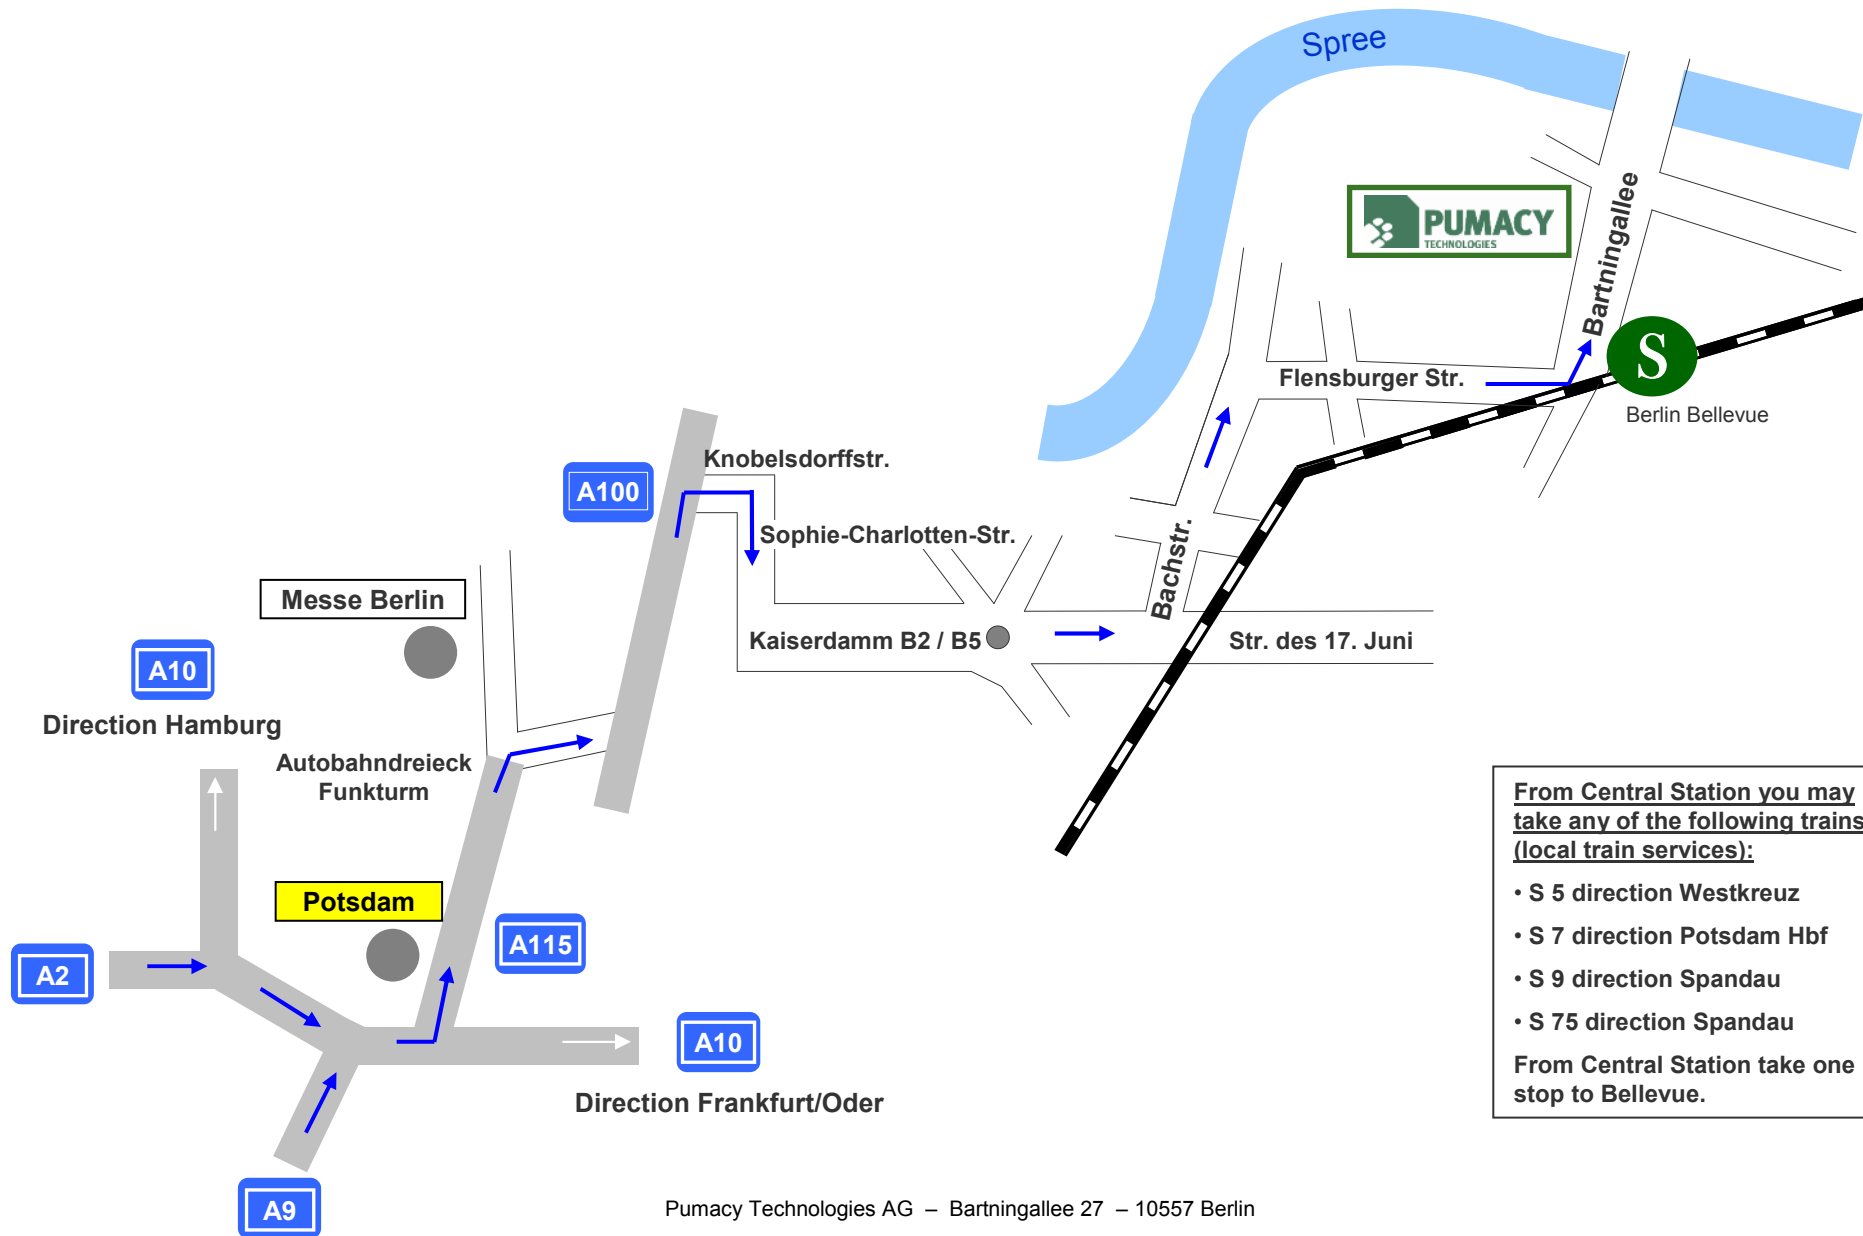 Spree
PUMACY
TECHNOLOGIES
Bartningallee
S
Berlin Bellevue
Flensburger Str.
Knobelsdorffstr.
A100
Sophie-Charlotten-Str.
Bachstr.
Messe Berlin
Kaiserdamm B2 / B5
Str. des 17. Juni
A10
Direction Hamburg
Autobahndreieck
Funkturm
Potsdam
A115
A2
A10
Direction Frankfurt/Oder
A9
From Central Station you may
take any of the following trains
(local train services):
• S 5 direction Westkreuz
• S 7 direction Potsdam Hbf
• S 9 direction Spandau
• S 75 direction Spandau
From Central Station take one
stop to Bellevue.
Pumacy Technologies AG – Bartningallee 27 – 10557 Berlin